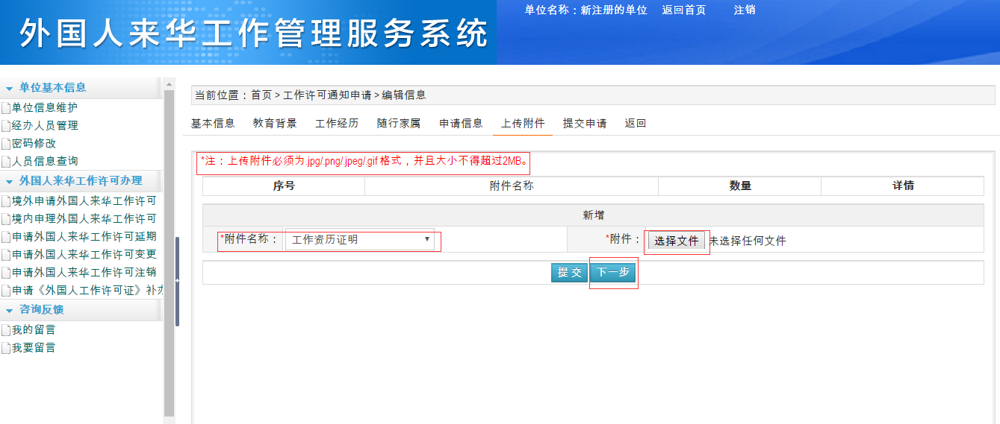 外国人来华工作管理服务系统
单位名称：新注册的单位 返回首页 注销
单位基本信息
单位信息维护
经办人员管理
密码修改
人员信息查询
外国人来华工作许可办理
境外申请外国人来华工作许可
境内申理外国人来华工作许可
申请外国人来华工作许可延期
申请外国人来华工作许可变更
申请外国人来华工作许可注销
申请《外国人工作许可证》补办
咨询反馈
我的留言
我要留言
当前位置：首页 > 工作许可通知申请 > 编辑信息
基本信息 教育背景 工作经历 随行家属 申请信息 上传附件 提交申请 返回
*注：上传附件必须为.jpg/.png/.jpeg/.gif 格式，并且大小不得超过2MB。
序号 附件名称 数量 详情
新增
*附件名称： 工作资历证明 *附件： 选择文件 未选择任何文件
提 交 下一步